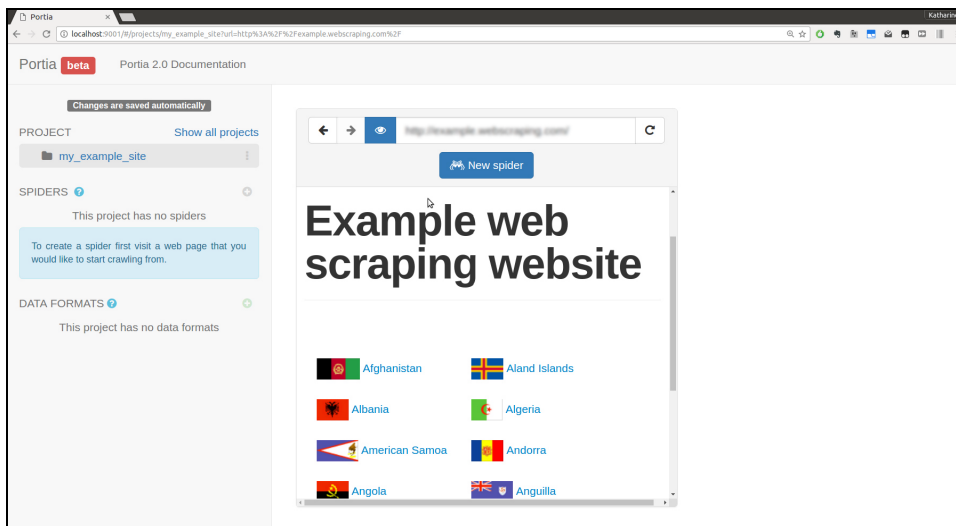 Portia
Katharine
localhost:9001/#/projects/my_example_site?url=http%3A%2F%2Fexample.webscraping.com%2F
Portia beta Portia 2.0 Documentation
Changes are saved automatically
PROJECT Show all projects
my_example_site
SPIDERS
This project has no spiders
To create a spider first visit a web page that you
would like to start crawling from.
DATA FORMATS
This project has no data formats
http://example.webscraping.com/
New spider
Example web
scraping website
Afghanistan Aland Islands
Albania Algeria
American Samoa Andorra
Angola Anguilla